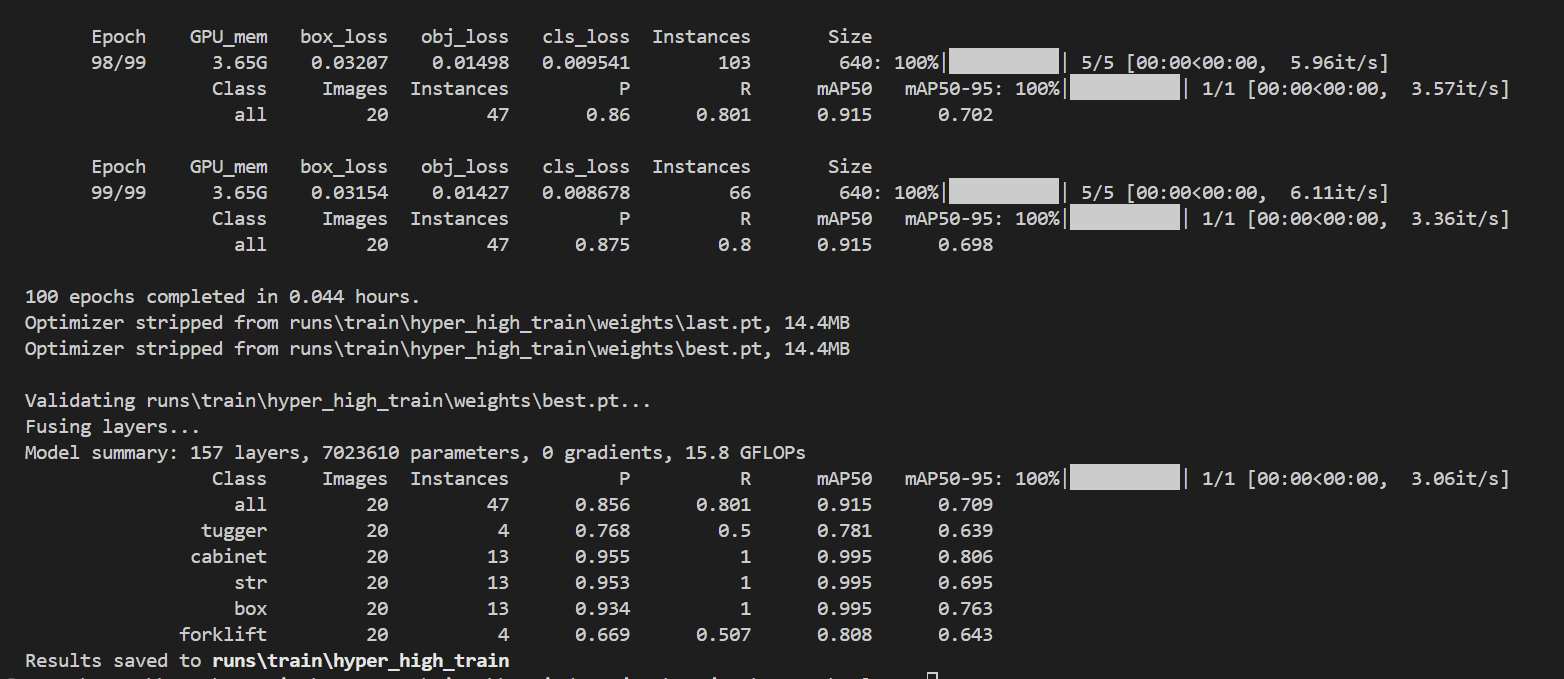 Epoch GPU_mem box_loss obj_loss cls_loss Instances Size
98/99 3.65G 0.03207 0.01498 0.009541 103 640: 100%|██████████| 5/5 [00:00<00:00, 5.96it/s]
Class Images Instances P R mAP50 mAP50-95: 100%|██████████| 1/1 [00:00<00:00, 3.57it/s]
all 20 47 0.86 0.801 0.915 0.702
Epoch GPU_mem box_loss obj_loss cls_loss Instances Size
99/99 3.65G 0.03154 0.01427 0.008678 66 640: 100%|██████████| 5/5 [00:00<00:00, 6.11it/s]
Class Images Instances P R mAP50 mAP50-95: 100%|██████████| 1/1 [00:00<00:00, 3.36it/s]
all 20 47 0.875 0.8 0.915 0.698
100 epochs completed in 0.044 hours.
Optimizer stripped from runs\train\hyper_high_train\weights\last.pt, 14.4MB
Optimizer stripped from runs\train\hyper_high_train\weights\best.pt, 14.4MB
Validating runs\train\hyper_high_train\weights\best.pt...
Fusing layers...
Model summary: 157 layers, 7023610 parameters, 0 gradients, 15.8 GFLOPs
Class Images Instances P R mAP50 mAP50-95: 100%|██████████| 1/1 [00:00<00:00, 3.06it/s]
all 20 47 0.856 0.801 0.915 0.709
tugger 20 4 0.768 0.5 0.781 0.639
cabinet 20 13 0.955 1 0.995 0.806
str 20 13 0.953 1 0.995 0.695
box 20 13 0.934 1 0.995 0.763
forklift 20 4 0.669 0.507 0.808 0.643
Results saved to runs\train\hyper_high_train